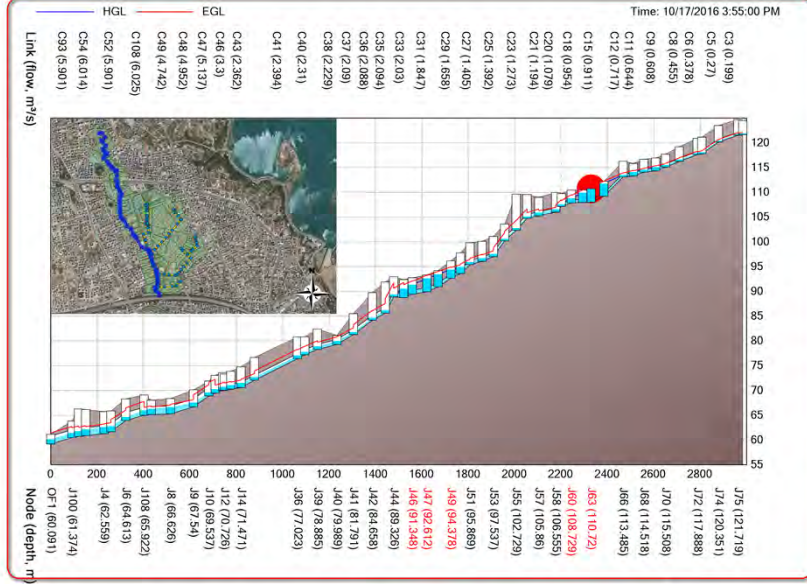 HGL EGL Time: 10/17/2016 3:55:00 PM
Link (flow, m³/s)
C93 (5.901)
C54 (6.014)
C52 (5.901)
C108 (6.025)
C49 (4.742)
C48 (4.952)
C47 (5.137)
C46 (3.3)
C43 (2.362)
C41 (2.394)
C40 (2.31)
C38 (2.229)
C37 (2.09)
C36 (2.088)
C35 (2.094)
C33 (2.03)
C31 (1.847)
C29 (1.658)
C27 (1.405)
C25 (1.392)
C23 (1.273)
C21 (1.194)
C20 (1.079)
C18 (0.954)
C15 (0.911)
C12 (0.717)
C11 (0.644)
C9 (0.608)
C8 (0.455)
C6 (0.378)
C5 (0.27)
C3 (0.199)
120
115
110
105
100
95
90
85
80
75
70
65
60
55
0 200 400 600 800 1000 1200 1400 1600 1800 2000 2200 2400 2600 2800
Node (depth, m)
OF1 (60.091)
J100 (61.374)
J4 (62.559)
J6 (64.613)
J108 (65.922)
J8 (66.626)
J9 (67.54)
J10 (69.537)
J12 (70.726)
J14 (71.471)
J36 (77.023)
J39 (78.885)
J40 (79.989)
J41 (81.791)
J42 (84.658)
J44 (89.326)
J46 (91.348)
J47 (92.612)
J49 (94.378)
J51 (95.869)
J53 (97.537)
J55 (102.729)
J57 (105.86)
J58 (106.555)
J60 (108.729)
J63 (110.72)
J66 (113.485)
J68 (114.518)
J70 (115.508)
J72 (117.888)
J74 (120.351)
J75 (121.719)